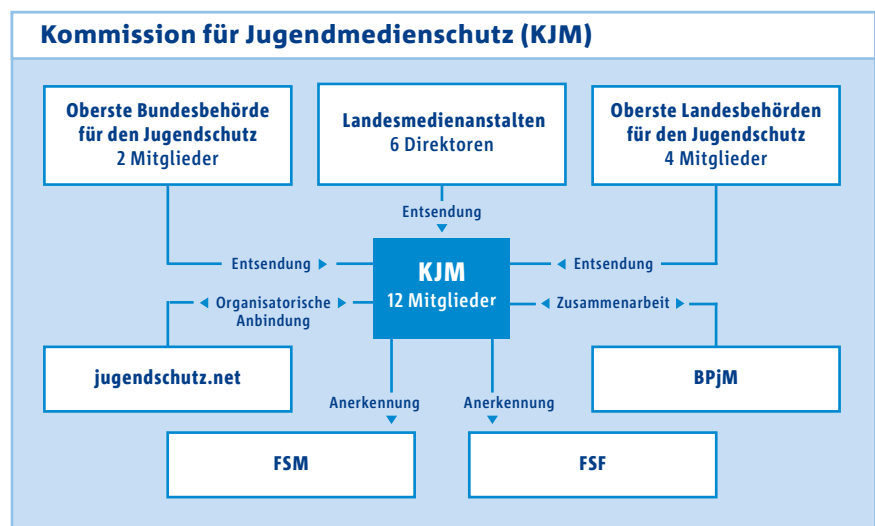 Kommission für Jugendmedienschutz (KJM)
Oberste Bundesbehörde
für den Jugendschutz
2 Mitglieder
Landesmedienanstalten
6 Direktoren
Oberste Landesbehörden
für den Jugendschutz
4 Mitglieder
Entsendung
Entsendung
KJM
12 Mitglieder
Entsendung
Organisatorische
Anbindung
Zusammenarbeit
jugendschutz.net
BPjM
Anerkennung
Anerkennung
FSM
FSF